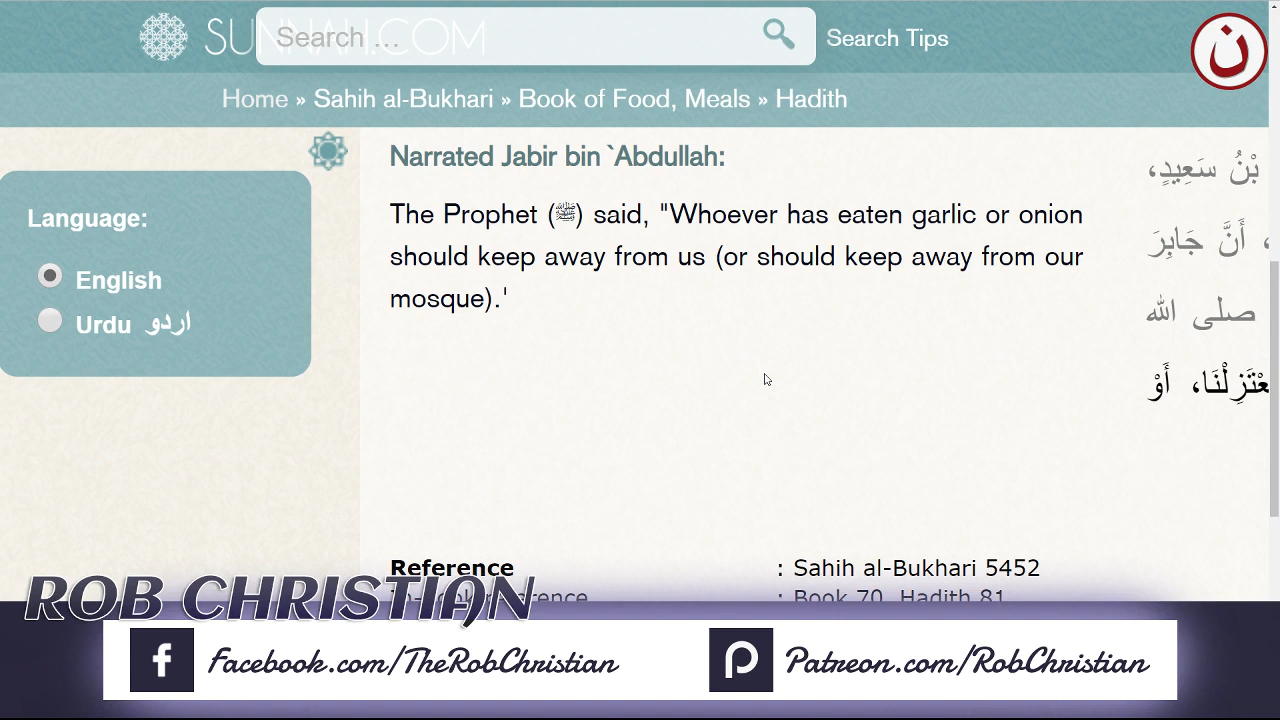 SUNNAH.COM
Search ...
Search Tips
ن
Home » Sahih al-Bukhari » Book of Food, Meals » Hadith
Language:
English
Urdu اردو
Narrated Jabir bin `Abdullah:
The Prophet (ﷺ) said, "Whoever has eaten garlic or onion
should keep away from us (or should keep away from our
mosque).'
بْنُ سَعِيدٍ،
، أَنَّ جَابِرَ
صلى الله
عْتَزِلْنَا، أَوْ
Reference : Sahih al-Bukhari 5452
In-book reference : Book 70, Hadith 81
ROB CHRISTIAN
f Facebook.com/TheRobChristian
Patreon.com/RobChristian